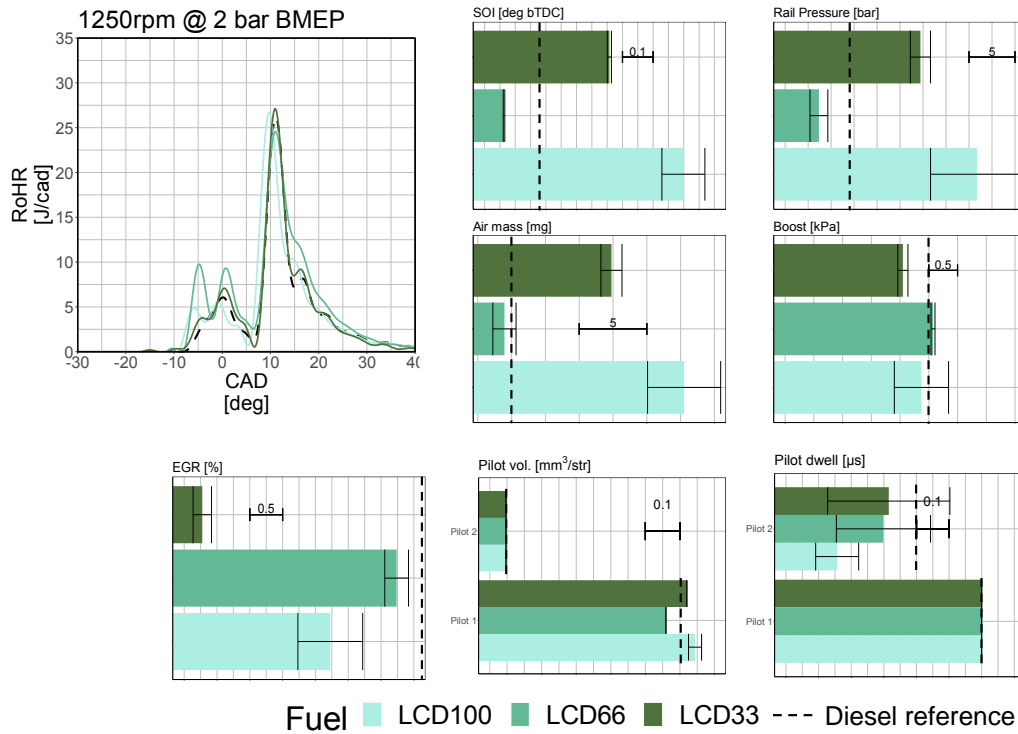 1250rpm @ 2 bar BMEP
35
30
25
20
15
10
5
0
RoHR
[J/cad]
-30 -20 -10 0 10 20 30 40
CAD
[deg]
SOI [deg bTDC]
0.1
Rail Pressure [bar]
5
Air mass [mg]
5
Boost [kPa]
0.5
EGR [%]
0.5
Pilot vol. [mm³/str]
0.1
Pilot 2
Pilot 1
Pilot dwell [µs]
0.1
Pilot 2
Pilot 1
Fuel LCD100 LCD66 LCD33 Diesel reference